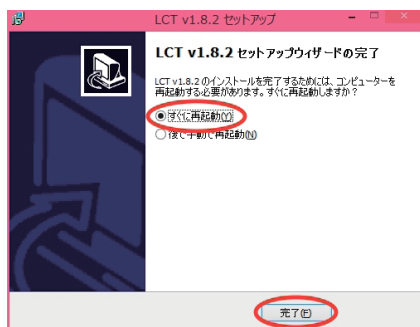 LCT v1.8.2 セットアップ
LCT v1.8.2 セットアップウィザードの完了
LCT v1.8.2 のインストールを完了するためには、コンピューターを
再起動する必要があります。すぐに再起動しますか？
すぐに再起動(Y)
後で手動で再起動(N)
完了(F)